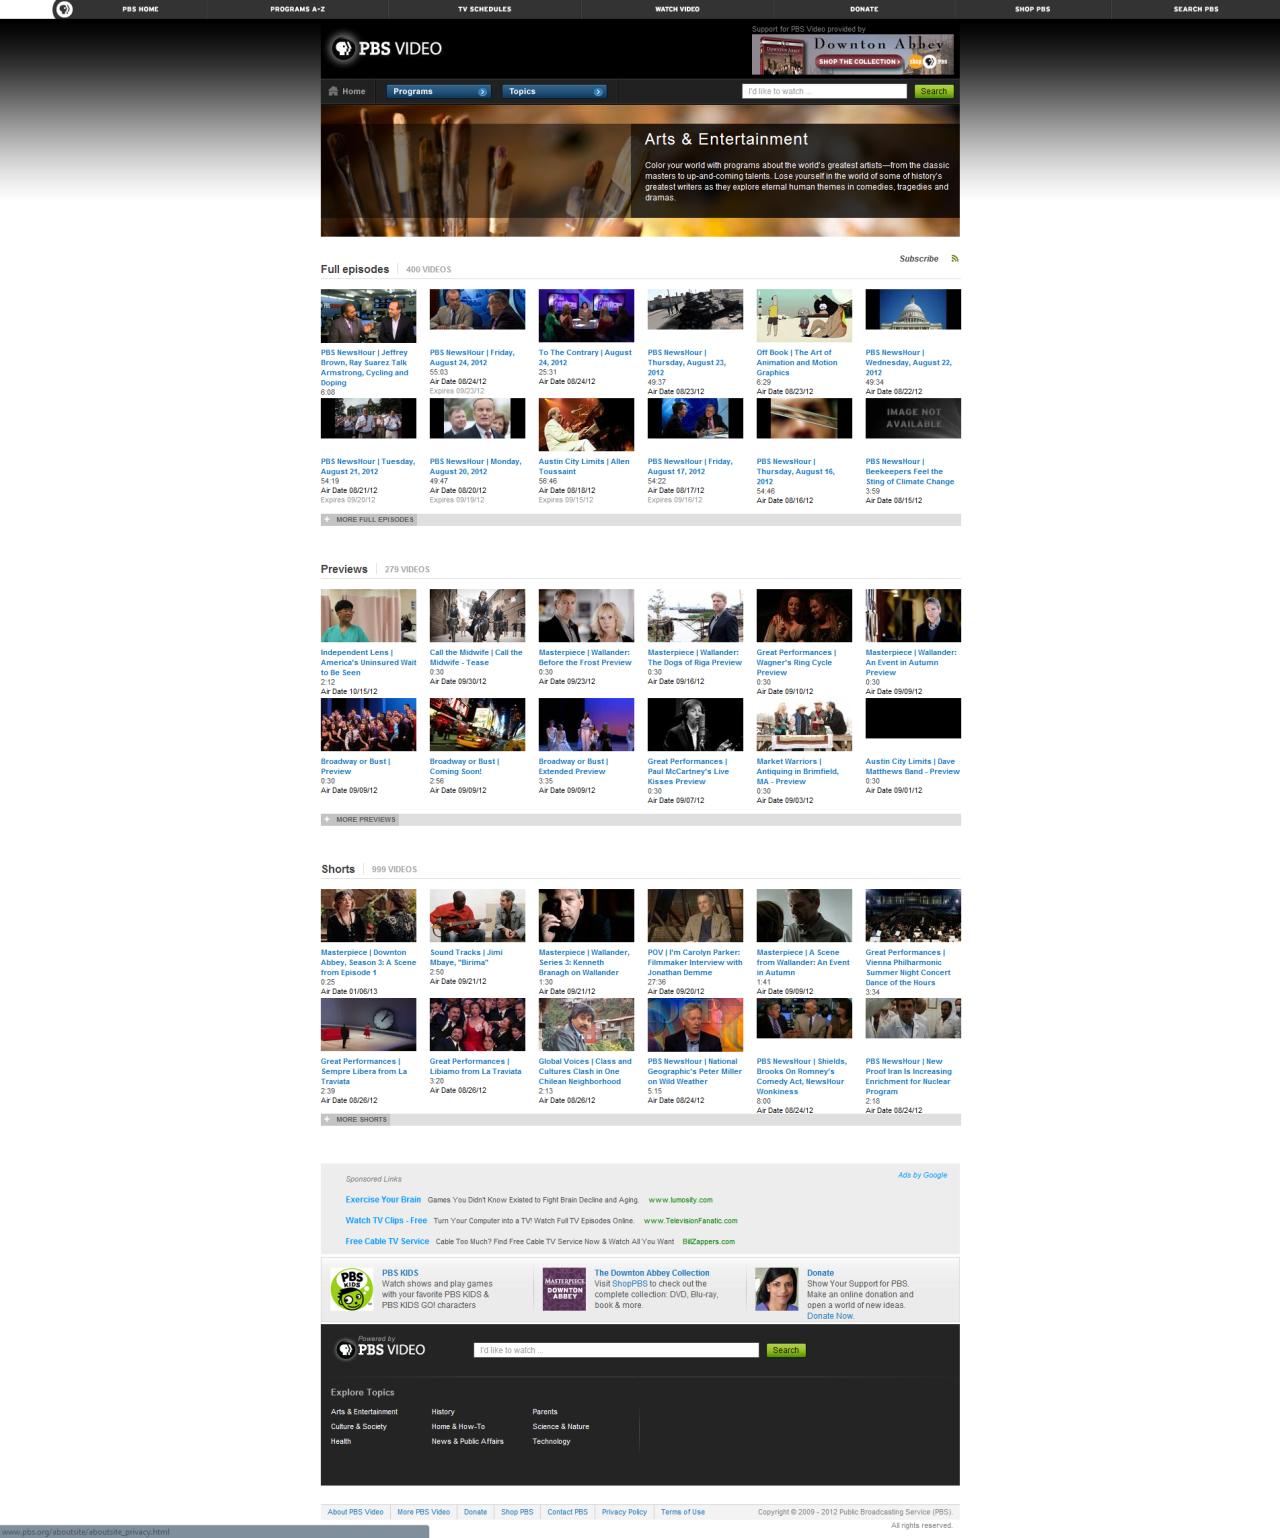 PBS HOME
PROGRAMS A-Z
TV SCHEDULES
WATCH VIDEO
DONATE
SHOP PBS
SEARCH PBS
PBS VIDEO
Support for PBS Video provided by
Downton Abbey
SHOP THE COLLECTION
shop PBS
Home
Programs
Topics
I'd like to watch ...
Search
Arts & Entertainment
Color your world with programs about the world's greatest artists—from the classic
masters to up-and-coming talents. Lose yourself in the world of some of history's
greatest writers as they explore eternal human themes in comedies, tragedies and
dramas.
Subscribe
Full episodes
400 VIDEOS
PBS NewsHour | Jeffrey
Brown, Ray Suarez Talk
Armstrong, Cycling and
Doping
6:08
PBS NewsHour | Friday,
August 24, 2012
55:03
Air Date 08/24/12
Expires 09/23/12
To The Contrary | August
24, 2012
25:31
Air Date 08/24/12
PBS NewsHour |
Thursday, August 23,
2012
49:37
Air Date 08/23/12
Off Book | The Art of
Animation and Motion
Graphics
6:29
Air Date 08/23/12
PBS NewsHour |
Wednesday, August 22,
2012
49:34
Air Date 08/22/12
IMAGE NOT
AVAILABLE
PBS NewsHour | Tuesday,
August 21, 2012
54:19
Air Date 08/21/12
Expires 09/20/12
PBS NewsHour | Monday,
August 20, 2012
49:47
Air Date 08/20/12
Expires 09/19/12
Austin City Limits | Allen
Toussaint
56:46
Air Date 08/18/12
Expires 09/15/12
PBS NewsHour | Friday,
August 17, 2012
54:22
Air Date 08/17/12
Expires 09/16/12
PBS NewsHour |
Thursday, August 16,
2012
54:46
Air Date 08/16/12
PBS NewsHour |
Beekeepers Feel the
Sting of Climate Change
3:59
Air Date 08/15/12
+ MORE FULL EPISODES
Previews
279 VIDEOS
Independent Lens |
America's Uninsured Wait
to Be Seen
2:12
Air Date 10/15/12
Call the Midwife | Call the
Midwife - Tease
0:30
Air Date 09/30/12
Masterpiece | Wallander:
Before the Frost Preview
0:30
Air Date 09/23/12
Masterpiece | Wallander:
The Dogs of Riga Preview
0:30
Air Date 09/16/12
Great Performances |
Wagner's Ring Cycle
Preview
0:30
Air Date 09/10/12
Masterpiece | Wallander:
An Event in Autumn
Preview
0:30
Air Date 09/09/12
Broadway or Bust |
Preview
0:30
Air Date 09/09/12
Broadway or Bust |
Coming Soon!
2:56
Air Date 09/09/12
Broadway or Bust |
Extended Preview
3:35
Air Date 09/09/12
Great Performances |
Paul McCartney's Live
Kisses Preview
0:30
Air Date 09/07/12
Market Warriors |
Antiquing in Brimfield,
MA - Preview
0:30
Air Date 09/03/12
Austin City Limits | Dave
Matthews Band - Preview
0:30
Air Date 09/01/12
+ MORE PREVIEWS
Shorts
999 VIDEOS
Masterpiece | Downton
Abbey, Season 3: A Scene
from Episode 1
0:25
Air Date 01/06/13
Sound Tracks | Jimi
Mbaye, "Birima"
2:50
Air Date 09/21/12
Masterpiece | Wallander,
Series 3: Kenneth
Branagh on Wallander
1:30
Air Date 09/21/12
POV | I'm Carolyn Parker:
Filmmaker Interview with
Jonathan Demme
27:36
Air Date 09/20/12
Masterpiece | A Scene
from Wallander: An Event
in Autumn
1:41
Air Date 09/09/12
Great Performances |
Vienna Philharmonic
Summer Night Concert
Dance of the Hours
3:34
Great Performances |
Sempre Libera from La
Traviata
2:39
Air Date 08/26/12
Great Performances |
Libiamo from La Traviata
3:20
Air Date 08/26/12
Global Voices | Class and
Cultures Clash in One
Chilean Neighborhood
2:13
Air Date 08/26/12
PBS NewsHour | National
Geographic's Peter Miller
on Wild Weather
5:15
Air Date 08/24/12
PBS NewsHour | Shields,
Brooks On Romney's
Comedy Act, NewsHour
Wonkiness
8:00
Air Date 08/24/12
PBS NewsHour | New
Proof Iran Is Increasing
Enrichment for Nuclear
Program
2:18
Air Date 08/24/12
+ MORE SHORTS
Sponsored Links
Ads by Google
Exercise Your Brain Games You Didn't Know Existed to Fight Brain Decline and Aging. www.lumosity.com
Watch TV Clips - Free Turn Your Computer into a TV! Watch Full TV Episodes Online. www.TelevisionFanatic.com
Free Cable TV Service Cable Too Much? Find Free Cable TV Service Now & Watch All You Want BillZappers.com
PBS KIDS
PBS KIDS
Watch shows and play games
with your favorite PBS KIDS &
PBS KIDS GO! characters
MASTERPIECE
DOWNTON
ABBEY
The Downton Abbey Collection
Visit ShopPBS to check out the
complete collection: DVD, Blu-ray,
book & more.
Donate
Show Your Support for PBS.
Make an online donation and
open a world of new ideas.
Donate Now.
Powered by
PBS VIDEO
I'd like to watch ...
Search
Explore Topics
Arts & Entertainment
Culture & Society
Health
History
Home & How-To
News & Public Affairs
Parents
Science & Nature
Technology
About PBS Video
More PBS Video
Donate
Shop PBS
Contact PBS
Privacy Policy
Terms of Use
Copyright © 2009 - 2012 Public Broadcasting Service (PBS).
All rights reserved.
www.pbs.org/aboutsite/aboutsite_privacy.html